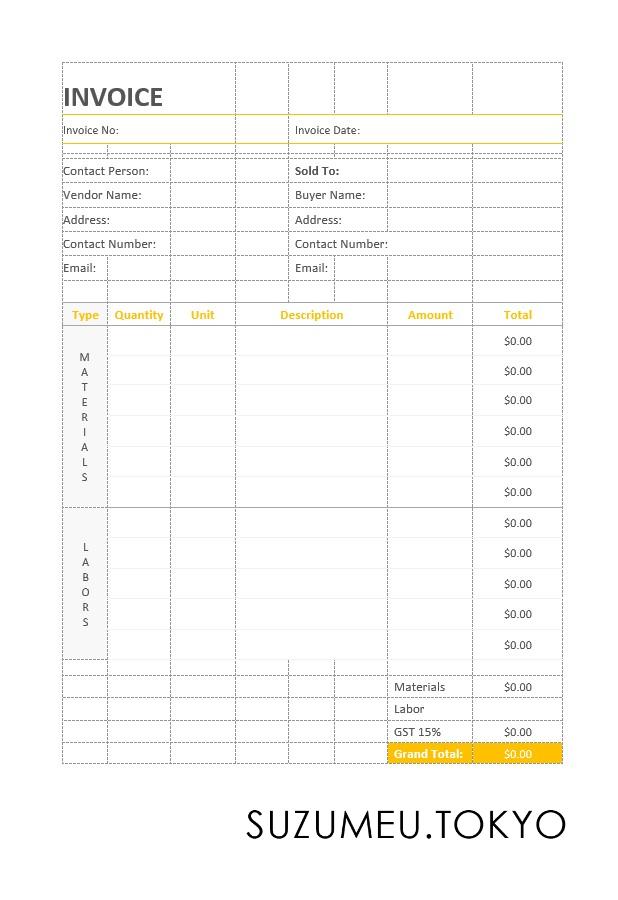 INVOICE
Invoice No: Invoice Date:
Contact Person: Sold To:
Vendor Name: Buyer Name:
Address: Address:
Contact Number: Contact Number:
Email: Email:
Type Quantity Unit Description Amount Total
MATERIALS
$0.00
$0.00
$0.00
$0.00
$0.00
$0.00
LABORS
$0.00
$0.00
$0.00
$0.00
$0.00
Materials $0.00
Labor
GST 15% $0.00
Grand Total: $0.00
SUZUMEU.TOKYO